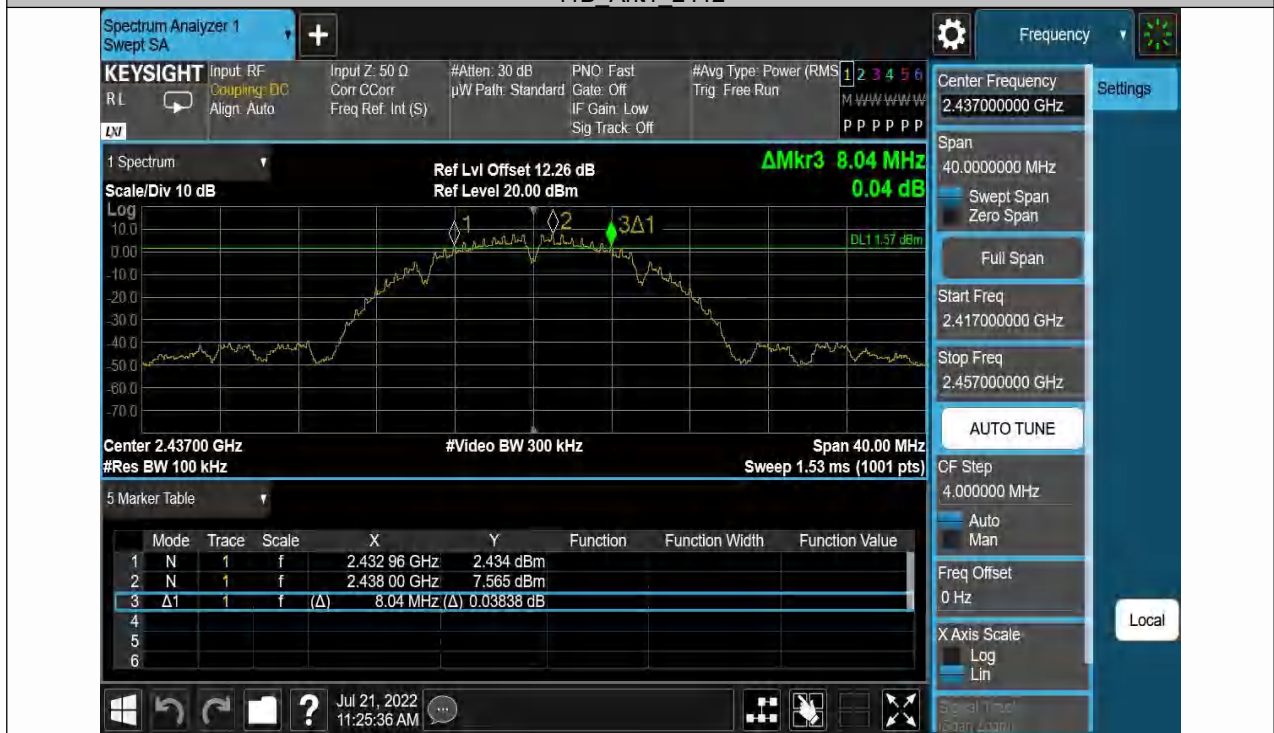 Spectrum Analyzer 1
Swept SA
Frequency
KEYSIGHT
RL
LXI
Input: RF
Coupling: DC
Align: Auto
Input Z: 50 Ω
Corr CCorr
Freq Ref: Int (S)
#Atten: 30 dB
µW Path: Standard
PNO: Fast
Gate: Off
IF Gain: Low
Sig Track: Off
#Avg Type: Power (RMS
Trig: Free Run
1 2 3 4 5 6
M W W W W W
P P P P P P
1 Spectrum
Scale/Div 10 dB
Ref Lvl Offset 12.26 dB
Ref Level 20.00 dBm
ΔMkr3 8.04 MHz
0.04 dB
Log
10.0
0.00
-10.0
-20.0
-30.0
-40.0
-50.0
-60.0
-70.0
1
2
3Δ1
DL1 1.57 dBm
Center 2.43700 GHz
#Video BW 300 kHz
Span 40.00 MHz
#Res BW 100 kHz
Sweep 1.53 ms (1001 pts)
5 Marker Table
Mode Trace Scale X Y Function Function Width Function Value
1 N 1 f 2.432 96 GHz 2.434 dBm
2 N 1 f 2.438 00 GHz 7.565 dBm
3 Δ1 1 f (Δ) 8.04 MHz (Δ) 0.03838 dB
4
5
6
Jul 21, 2022
11:25:36 AM
?
Settings
Center Frequency
2.437000000 GHz
Span
40.0000000 MHz
Swept Span
Zero Span
Full Span
Start Freq
2.417000000 GHz
Stop Freq
2.457000000 GHz
AUTO TUNE
CF Step
4.000000 MHz
Auto
Man
Freq Offset
0 Hz
X Axis Scale
Log
Lin
Local